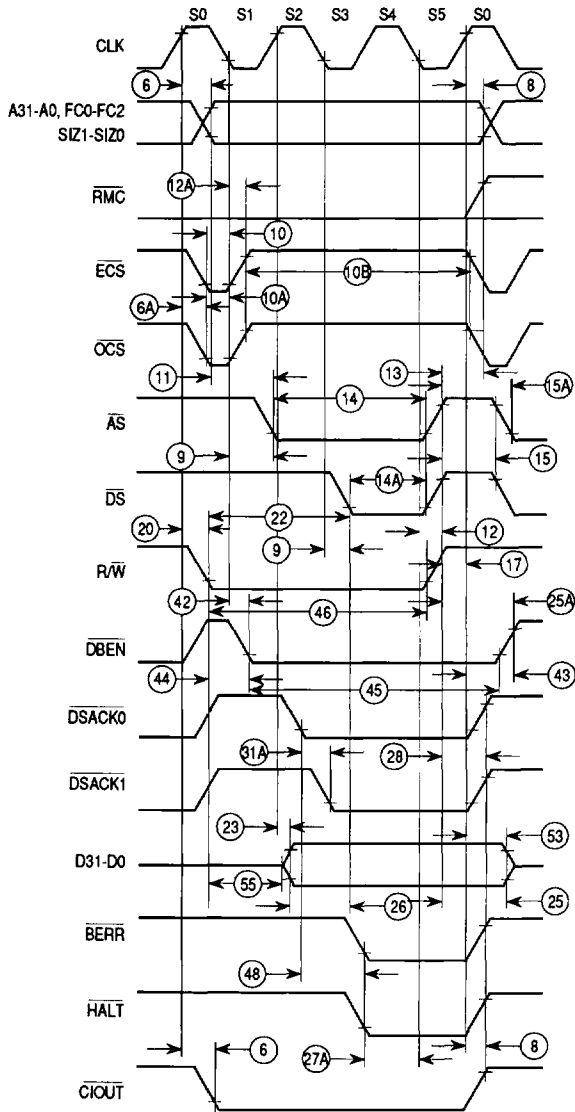 S0 S1 S2 S3 S4 S5 S0
CLK
6 8
A31-A0, FC0-FC2
SIZ1-SIZ0
12A
RMC
10
ECS
10B
6A 10A
OCS
11 13
14 15A
AS
9 15
14A
DS
20 22 12
9
R/W 17
42 46 25A
DBEN
44 45 43
DSACK0
31A 28
DSACK1
23 53
D31-D0
55 26 25
BERR
48
HALT
6 27A 8
CIOUT